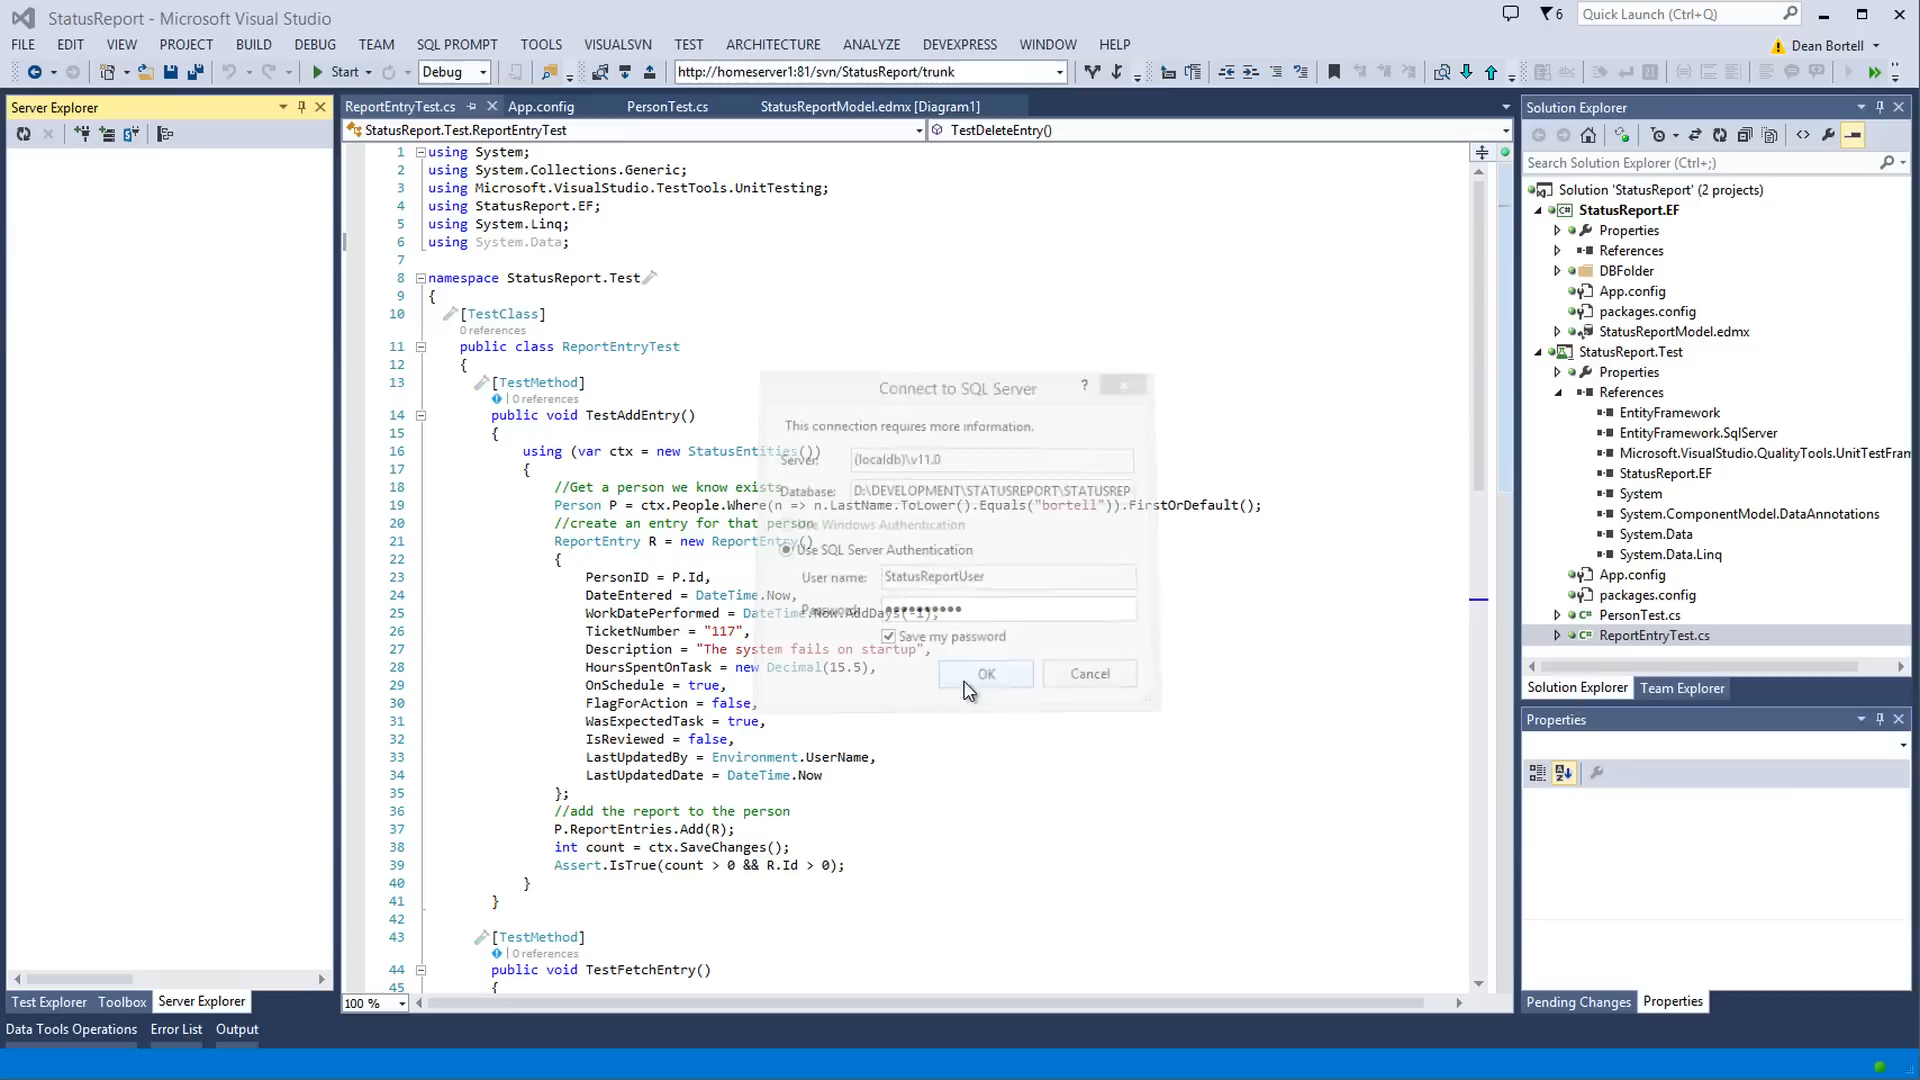 StatusReport - Microsoft Visual Studio
6
Quick Launch (Ctrl+Q)
FILE EDIT VIEW PROJECT BUILD DEBUG TEAM SQL PROMPT TOOLS VISUALSVN TEST ARCHITECTURE ANALYZE DEVEXPRESS WINDOW HELP
Dean Bortell
Start
Debug
http://homeserver1:81/svn/StatusReport/trunk
Server Explorer
ReportEntryTest.cs
App.config
PersonTest.cs
StatusReportModel.edmx [Diagram1]
StatusReport.Test.ReportEntryTest
TestDeleteEntry()
1 using System;
2 using System.Collections.Generic;
3 using Microsoft.VisualStudio.TestTools.UnitTesting;
4 using StatusReport.EF;
5 using System.Linq;
6 using System.Data;
7
8 namespace StatusReport.Test
9 {
10 [TestClass]
0 references
11 public class ReportEntryTest
12 {
13 [TestMethod]
0 references
14 public void TestAddEntry()
15 {
16 using (var ctx = new StatusEntities())
17 {
18 //Get a person we know exists
19 Person P = ctx.People.Where(n => n.LastName.ToLower().Equals("bortell")).FirstOrDefault();
20 //create an entry for that person
21 ReportEntry R = new ReportEntry()
22 {
23 PersonID = P.Id,
24 DateEntered = DateTime.Now,
25 WorkDatePerformed = DateTime.Now.AddDays(-1),
26 TicketNumber = "117",
27 Description = "The system fails on startup",
28 HoursSpentOnTask = new Decimal(15.5),
29 OnSchedule = true,
30 FlagForAction = false,
31 WasExpectedTask = true,
32 IsReviewed = false,
33 LastUpdatedBy = Environment.UserName,
34 LastUpdatedDate = DateTime.Now
35 };
36 //add the report to the person
37 P.ReportEntries.Add(R);
38 int count = ctx.SaveChanges();
39 Assert.IsTrue(count > 0 && R.Id > 0);
40 }
41 }
42
43 [TestMethod]
0 references
44 public void TestFetchEntry()
45 {
100 %
Connect to SQL Server
?
This connection requires more information.
Server: (localdb)\v11.0
Database: D:\DEVELOPMENT\STATUSREPORT\STATUSREP
Use Windows Authentication
Use SQL Server Authentication
User name: StatusReportUser
Password: ●●●●●●●●●●
Save my password
OK
Cancel
Solution Explorer
Search Solution Explorer (Ctrl+;)
Solution 'StatusReport' (2 projects)
StatusReport.EF
Properties
References
DBFolder
App.config
packages.config
StatusReportModel.edmx
StatusReport.Test
Properties
References
EntityFramework
EntityFramework.SqlServer
Microsoft.VisualStudio.QualityTools.UnitTestFram
StatusReport.EF
System
System.ComponentModel.DataAnnotations
System.Data
System.Data.Linq
App.config
packages.config
PersonTest.cs
ReportEntryTest.cs
Solution Explorer
Team Explorer
Properties
Pending Changes
Properties
Test Explorer
Toolbox
Server Explorer
Data Tools Operations
Error List
Output